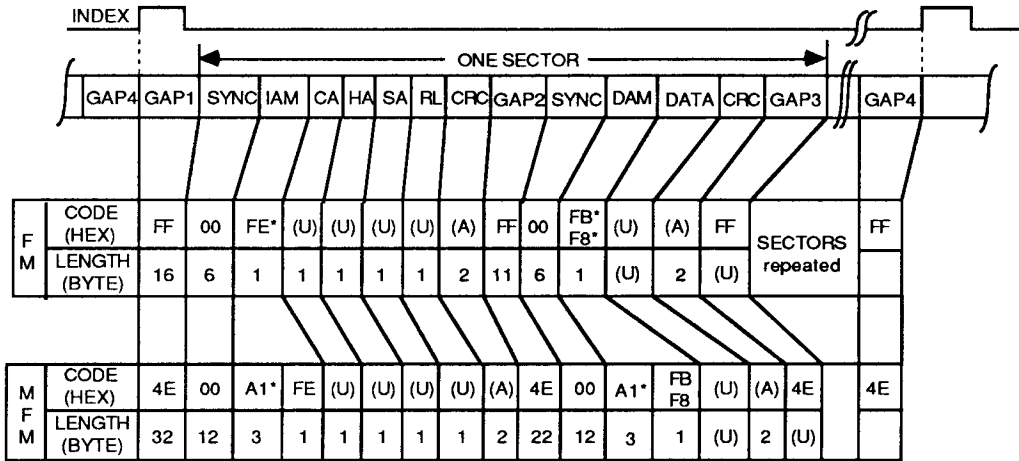 INDEX
ONE SECTOR
GAP4 GAP1 SYNC IAM CA HA SA RL CRC GAP2 SYNC DAM DATA CRC GAP3 GAP4
FM
CODE (HEX) FF 00 FE* (U) (U) (U) (U) (A) FF 00 FB* F8* (U) (A) FF SECTORS repeated FF
LENGTH (BYTE) 16 6 1 1 1 1 1 2 11 6 1 (U) 2 (U)
MFM
CODE (HEX) 4E 00 A1* FE (U) (U) (U) (U) (A) 4E 00 A1* FB F8 (U) (A) 4E 4E
LENGTH (BYTE) 32 12 3 1 1 1 1 1 2 22 12 3 1 (U) 2 (U)